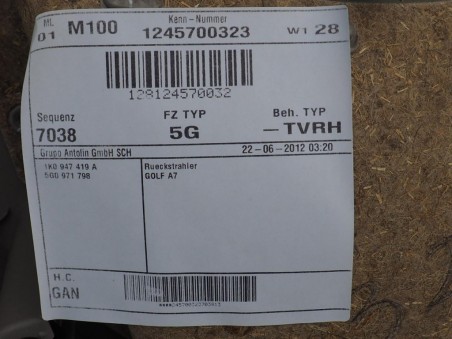 ML Kenn-Nummer
01 M100 1245700323 W1 28
128124570032
Sequenz FZ TYP Beh. TYP
7038 5G -TVRH
Grupo Antolin GmbH SCH 22-06-2012 03:20
1K0 947 419 A Rueckstrahler
5G0 971 798 GOLF A7
H.C.
GAN